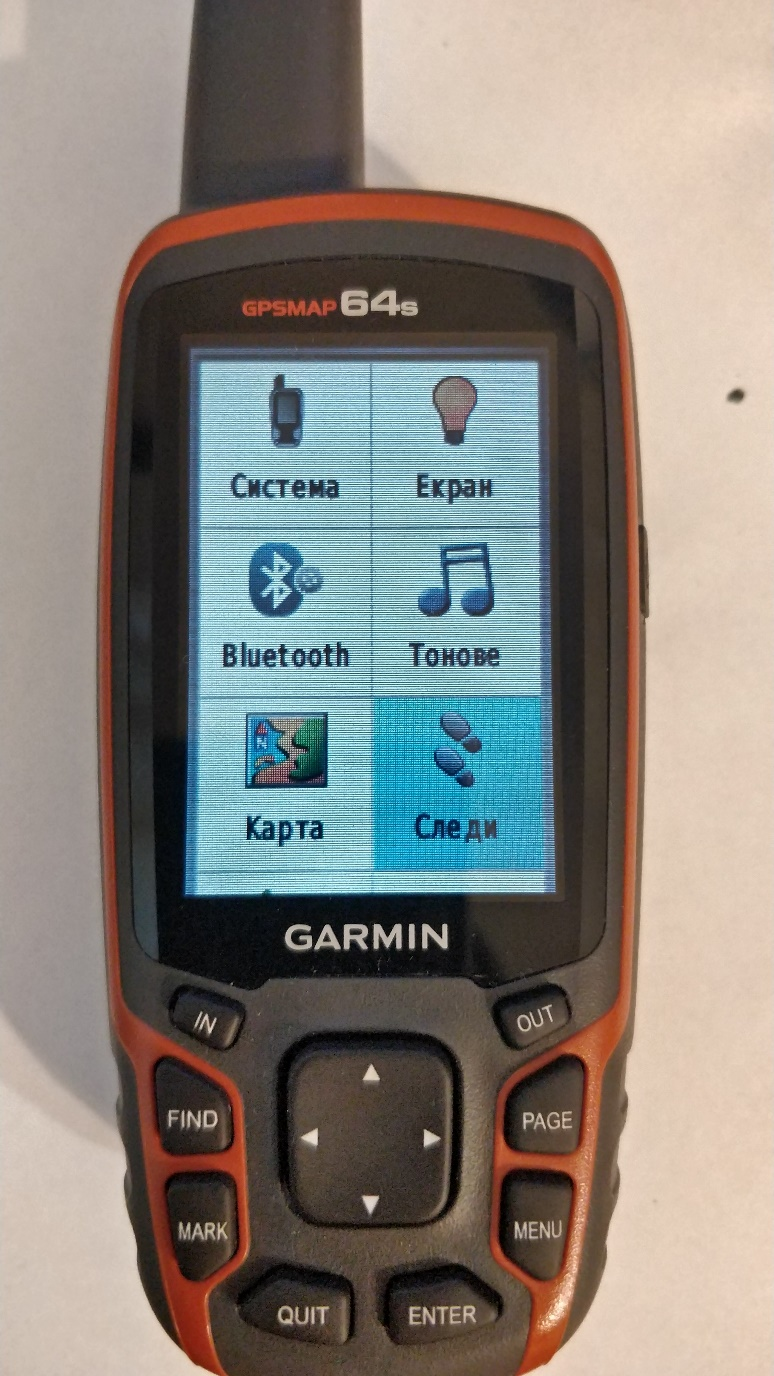 GPSMAP 64s
Система Екран
Bluetooth Тонове
N
Карта Следи
GARMIN
IN OUT
FIND PAGE
MARK MENU
QUIT ENTER